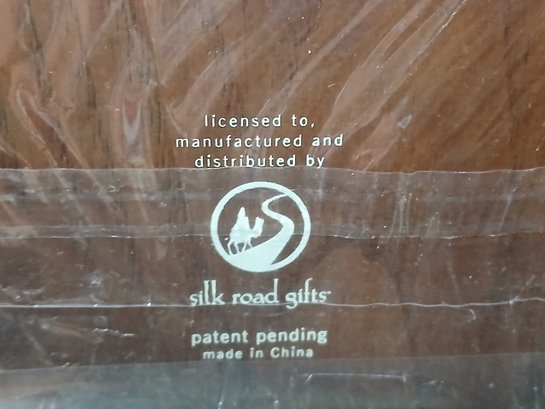 licensed to,
manufactured and
distributed by
silk road gifts
patent pending
made in China